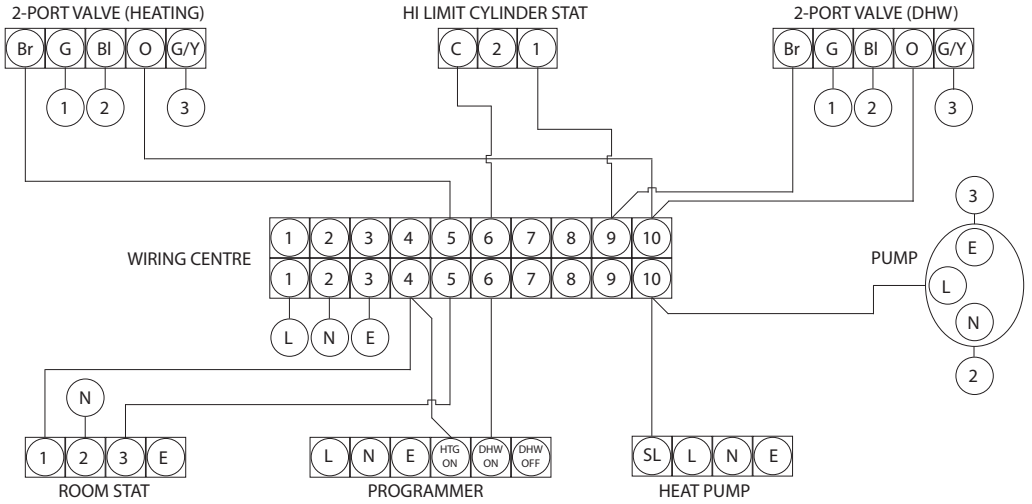 2-PORT VALVE (HEATING)
HI LIMIT CYLINDER STAT
2-PORT VALVE (DHW)
Br G Bl O G/Y
C 2 1
Br G Bl O G/Y
1 2 3
1 2 3
3
E
PUMP
L
N
2
WIRING CENTRE
1 2 3 4 5 6 7 8 9 10
1 2 3 4 5 6 7 8 9 10
L N E
N
1 2 3 E
L N E HTG ON DHW ON DHW OFF
SL L N E
ROOM STAT
PROGRAMMER
HEAT PUMP